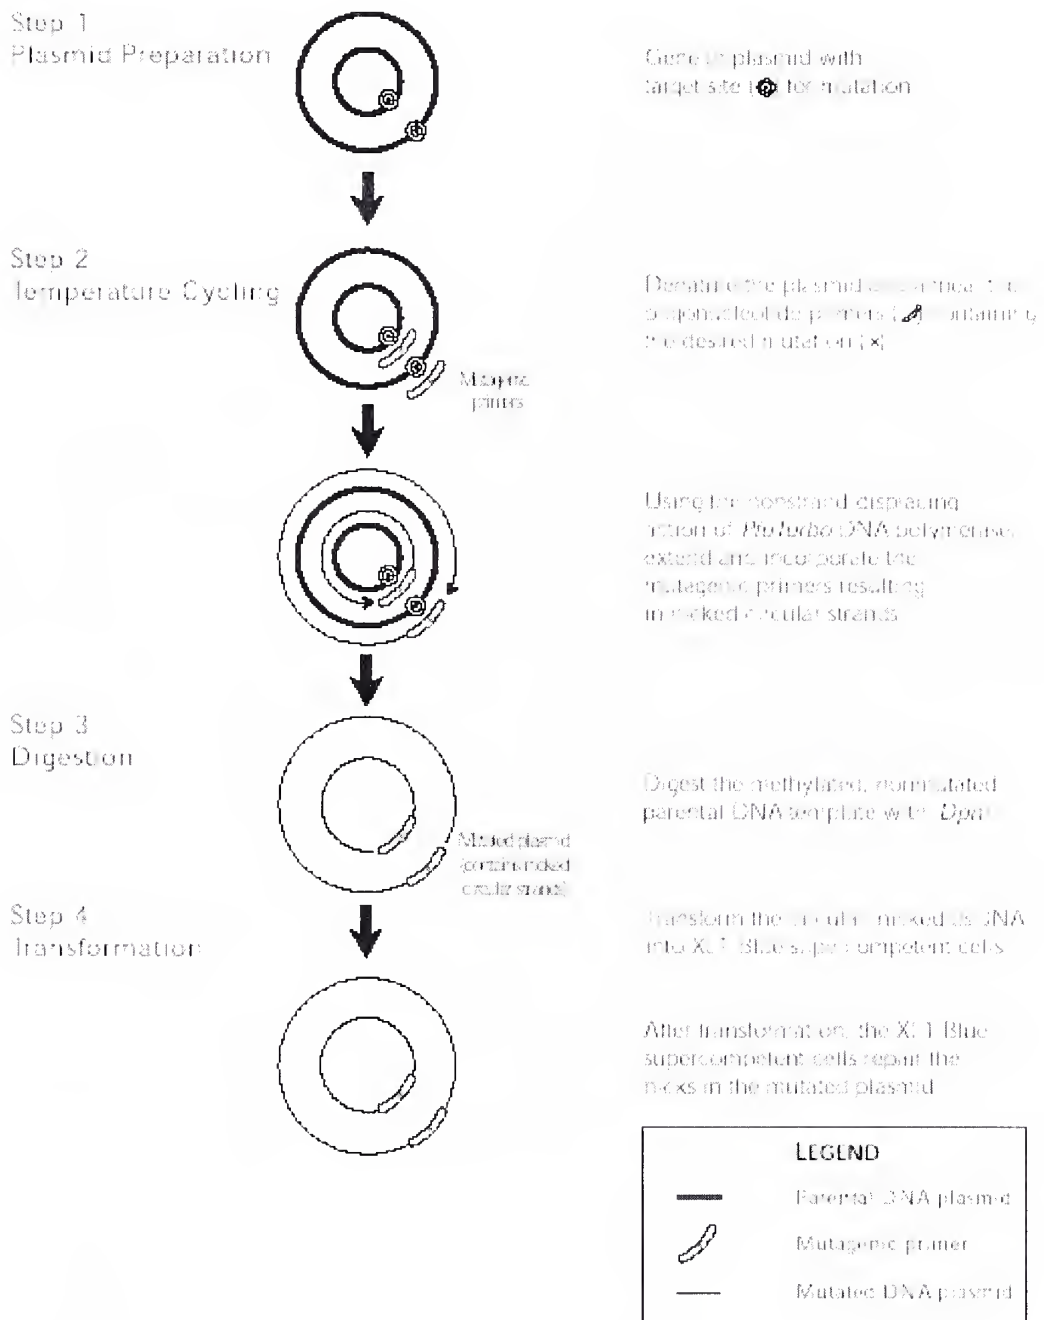 Step 1
Plasmid Preparation
Gene in plasmid with
target site ( ) for mutation
Step 2
Temperature Cycling
Denature the plasmid and anneal the
oligonucleotide primers ( ) containing
the desired mutation (×)
Mutagenic
primers
Using the nonstrand-displacing
action of PfuTurbo DNA polymerase,
extend and incorporate the
mutagenic primers resulting
in nicked circular strands
Step 3
Digestion
Digest the methylated, nonmutated
parental DNA template with Dpn I
Mutated plasmid
(contains nicked
circular strands)
Step 4
Transformation
Transform the circular, nicked dsDNA
into XL1-Blue supercompetent cells
After transformation, the XL1-Blue
supercompetent cells repair the
nicks in the mutated plasmid
LEGEND
Parental DNA plasmid
Mutagenic primer
Mutated DNA plasmid